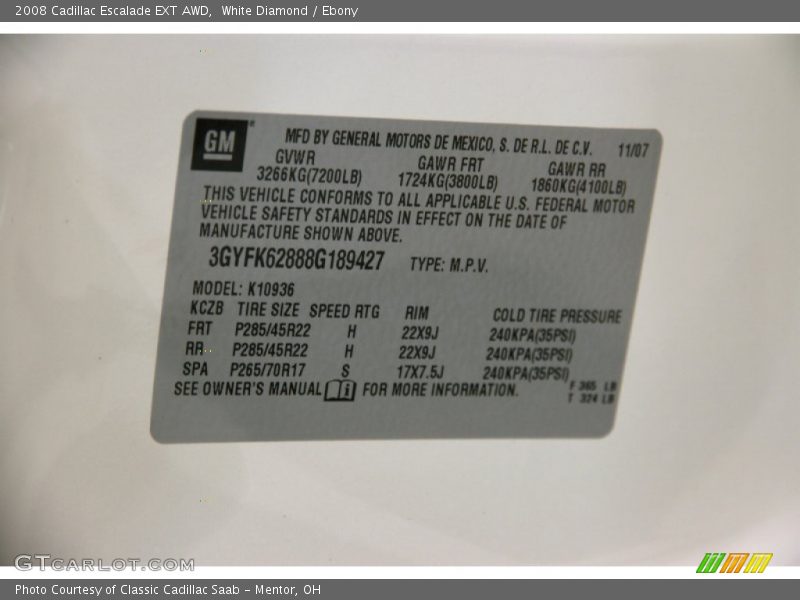 2008 Cadillac Escalade EXT AWD,  White Diamond / Ebony
GM
MFD BY GENERAL MOTORS DE MEXICO, S. DE R.L. DE C.V. 11/07
GVWR GAWR FRT GAWR RR
3266KG(7200LB) 1724KG(3800LB) 1860KG(4100LB)
THIS VEHICLE CONFORMS TO ALL APPLICABLE U.S. FEDERAL MOTOR
VEHICLE SAFETY STANDARDS IN EFFECT ON THE DATE OF
MANUFACTURE SHOWN ABOVE.
3GYFK62888G189427 TYPE: M.P.V.
MODEL: K10936
KCZB TIRE SIZE SPEED RTG RIM COLD TIRE PRESSURE
FRT P285/45R22 H 22X9J 240KPA(35PSI)
RR P285/45R22 H 22X9J 240KPA(35PSI)
SPA P265/70R17 S 17X7.5J 240KPA(35PSI)
SEE OWNER'S MANUAL FOR MORE INFORMATION.
F 365 LB
T 324 LB
GTCARLOT.COM
Photo Courtesy of Classic Cadillac Saab - Mentor, OH